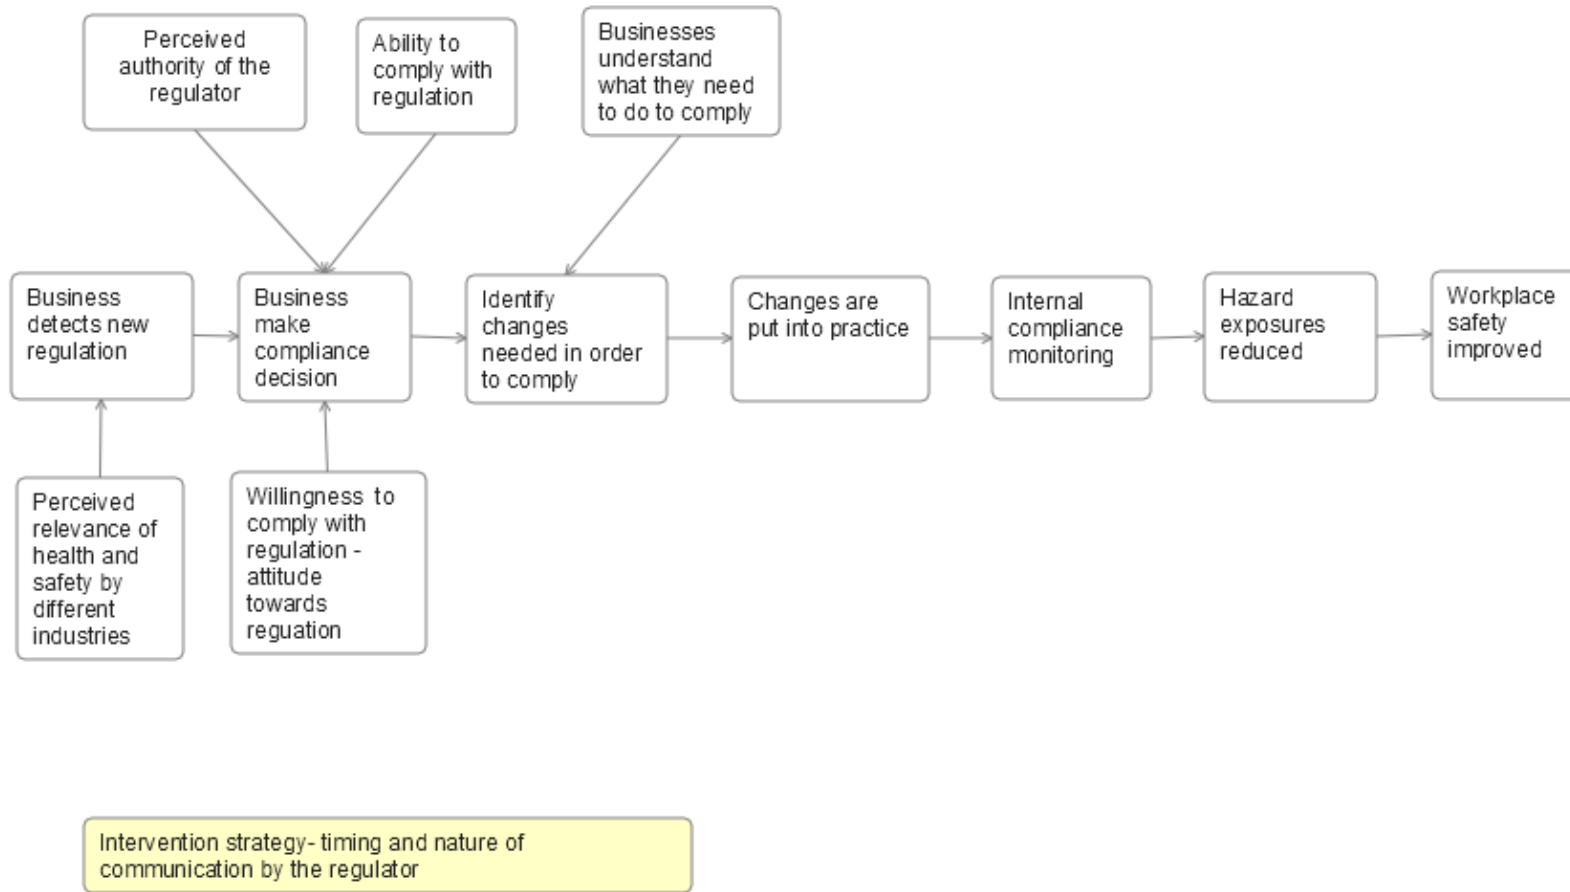 Perceived
authority of the
regulator
Ability to
comply with
regulation
Businesses
understand
what they need
to do to comply
Business
detects new
regulation
Business
make
compliance
decision
Identify
changes
needed in order
to comply
Changes are
put into practice
Internal
compliance
monitoring
Hazard
exposures
reduced
Workplace
safety
improved
Perceived
relevance of
health and
safety by
different
industries
Willingness to
comply with
regulation -
attitude
towards
reguation
Intervention strategy- timing and nature of
communication by the regulator